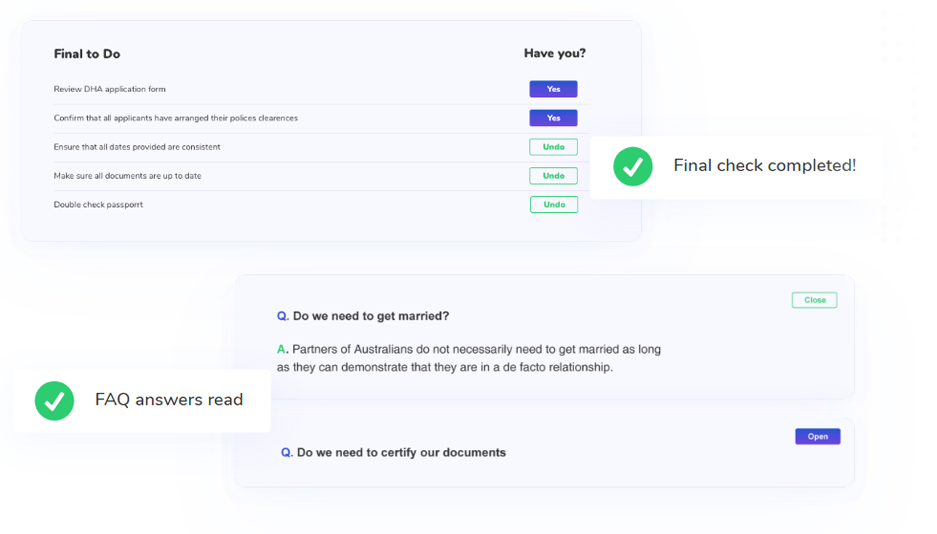 Final to Do Have you?
Review DHA application form Yes
Confirm that all applicants have arranged their polices clearences Yes
Ensure that all dates provided are consistent Undo
Make sure all documents are up to date Undo
Double check passporrt Undo
Final check completed!
Close
Q. Do we need to get married?
A. Partners of Australians do not necessarily need to get married as long
as they can demonstrate that they are in a de facto relationship.
FAQ answers read
Open
Q. Do we need to certify our documents